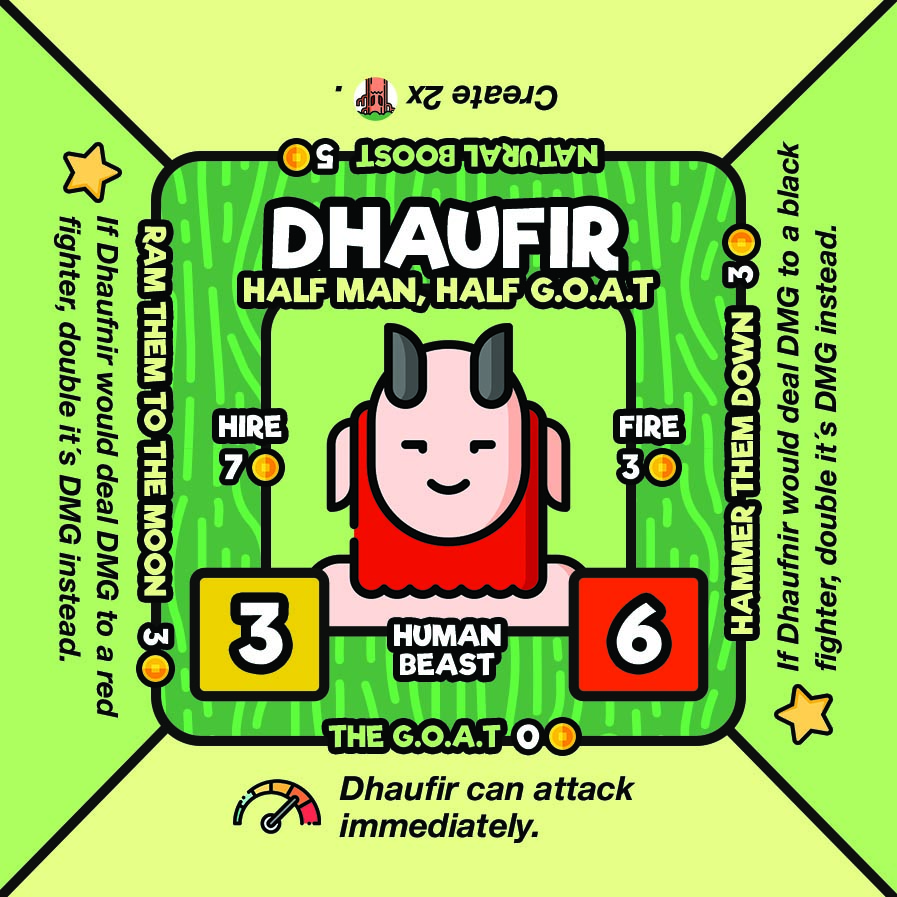 Create 2x .
NATURAL BOOST 5
DHAUFIR
HALF MAN, HALF G.O.A.T
HIRE
7
FIRE
3
3
HUMAN
BEAST
6
THE G.O.A.T 0
Dhaufir can attack
immediately.
RAM THEM TO THE MOON 3
If Dhaufnir would deal DMG to a red
fighter, double it´s DMG instead.
HAMMER THEM DOWN 3
If Dhaufnir would deal DMG to a black
fighter, double it´s DMG instead.